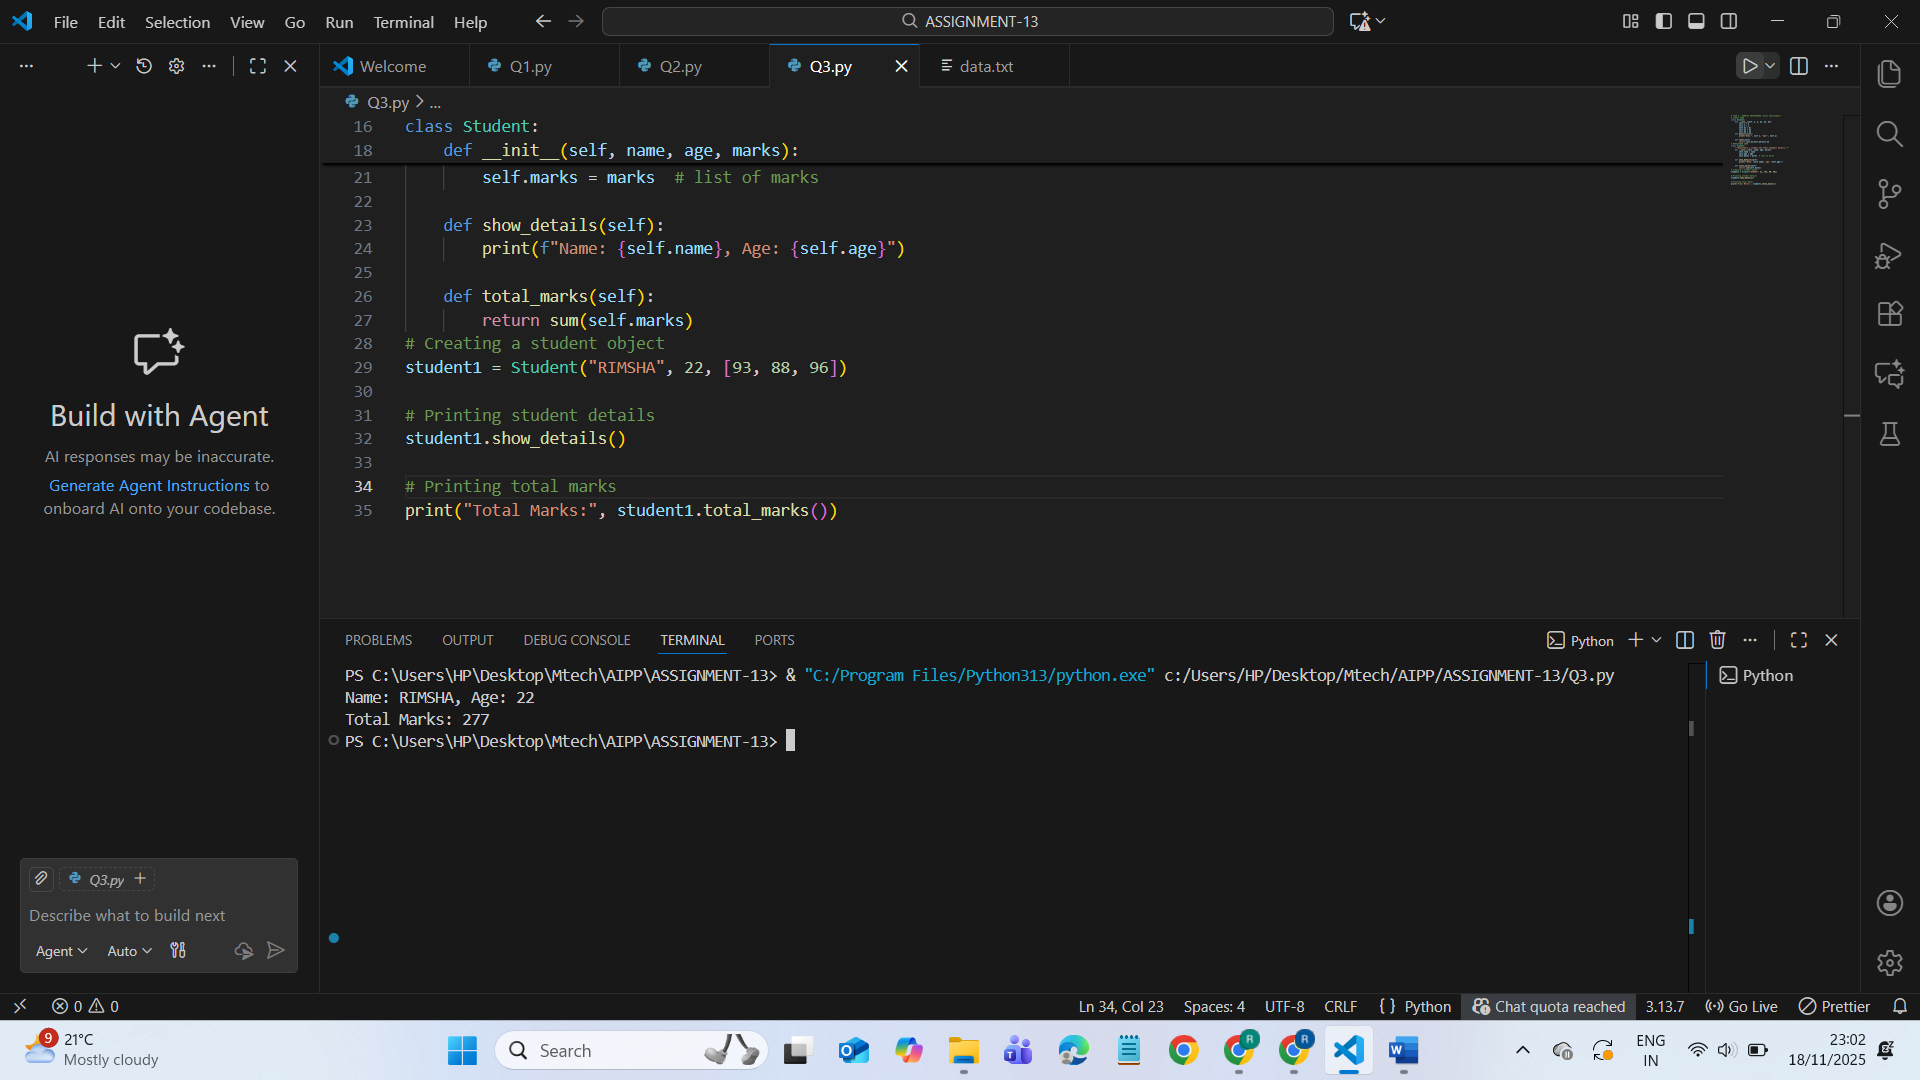 File Edit Selection View Go Run Terminal Help
ASSIGNMENT-13
Welcome
Q1.py
Q2.py
Q3.py
data.txt
Q3.py > ...
16 class Student:
18 def __init__(self, name, age, marks):
21 self.marks = marks # list of marks
22
23 def show_details(self):
24 print(f"Name: {self.name}, Age: {self.age}")
25
26 def total_marks(self):
27 return sum(self.marks)
28 # Creating a student object
29 student1 = Student("RIMSHA", 22, [93, 88, 96])
30
31 # Printing student details
32 student1.show_details()
33
34 # Printing total marks
35 print("Total Marks:", student1.total_marks())
Build with Agent
AI responses may be inaccurate.
Generate Agent Instructions to
onboard AI onto your codebase.
Q3.py
Describe what to build next
Agent
Auto
PROBLEMS OUTPUT DEBUG CONSOLE TERMINAL PORTS
Python
PS C:\Users\HP\Desktop\Mtech\AIPP\ASSIGNMENT-13> & "C:/Program Files/Python313/python.exe" c:/Users/HP/Desktop/Mtech/AIPP/ASSIGNMENT-13/Q3.py
Name: RIMSHA, Age: 22
Total Marks: 277
PS C:\Users\HP\Desktop\Mtech\AIPP\ASSIGNMENT-13>
Python
0 0
Ln 34, Col 23 Spaces: 4 UTF-8 CRLF {} Python Chat quota reached 3.13.7 Go Live Prettier
9
21°C
Mostly cloudy
Search
R
R
ENG
IN
23:02
18/11/2025